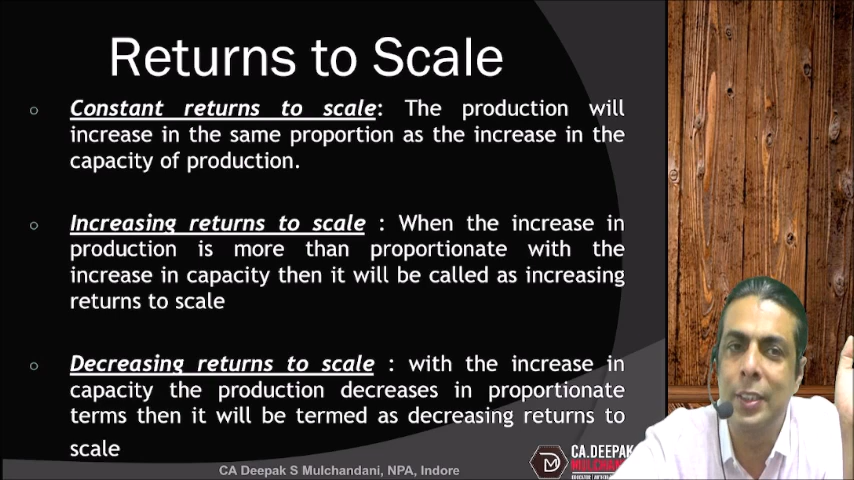 Returns to Scale
○ Constant returns to scale: The production will
increase in the same proportion as the increase in the
capacity of production.
○ Increasing returns to scale : When the increase in
production is more than proportionate with the
increase in capacity then it will be called as increasing
returns to scale
○ Decreasing returns to scale : with the increase in
capacity the production decreases in proportionate
terms then it will be termed as decreasing returns to
scale
CA Deepak S Mulchandani, NPA, Indore
CA.DEEPAK